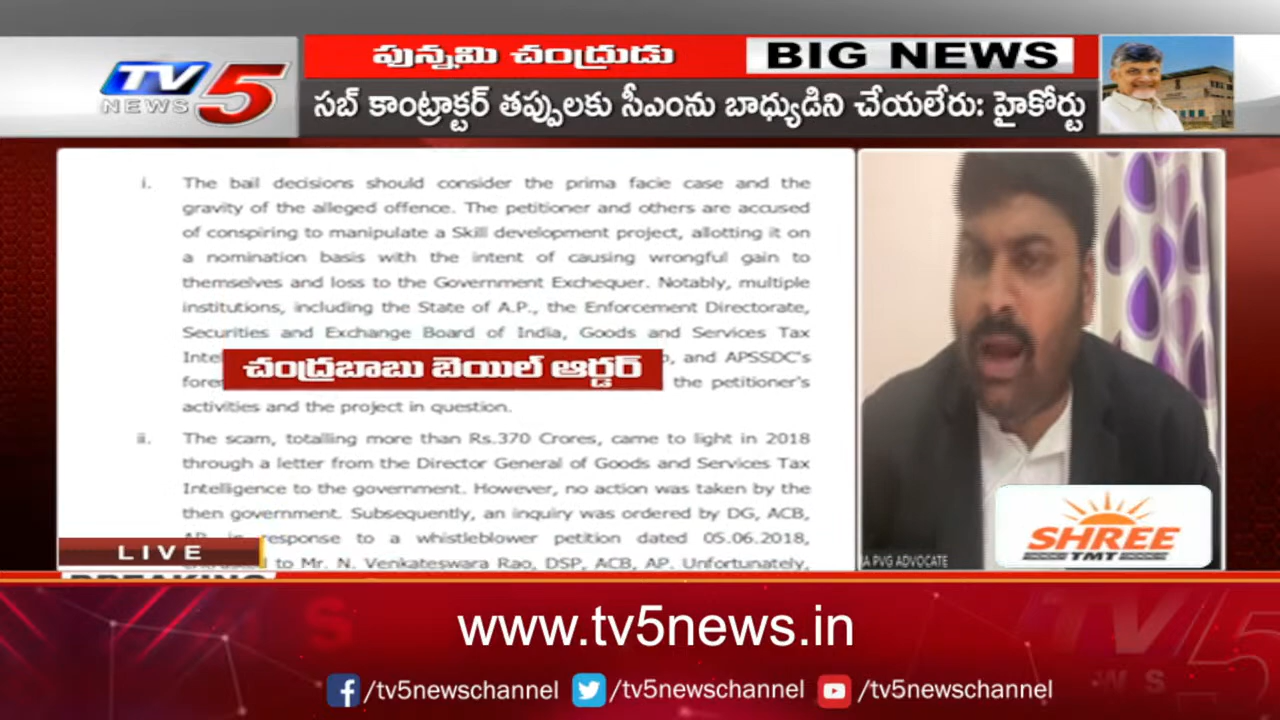 TV5
NEWS
పున్నమి చంద్రుడు
BIG NEWS
సబ్ కాంట్రాక్టర్ తప్పులకు సీఎంను బాధ్యుడిని చేయలేరు: హైకోర్టు
i. The bail decisions should consider the prima facie case and the
gravity of the alleged offence. The petitioner and others are accused
of conspiring to manipulate a Skill development project, allotting it on
a nomination basis with the intent of causing wrongful gain to
themselves and loss to the Government Exchequer. Notably, multiple
institutions, including the State of A.P., the Enforcement Directorate,
Securities and Exchange Board of India, Goods and Services Tax
and APSSDC's
చంద్రబాబు బెయిల్ ఆర్డర్
the petitioner's
activities and the project in question.
ii. The scam, totalling more than Rs.370 Crores, came to light in 2018
through a letter from the Director General of Goods and Services Tax
Intelligence to the government. However, no action was taken by the
then government. Subsequently, an inquiry was ordered by DG, ACB,
response to a whistleblower petition dated 05.06.2018,
to Mr. N. Venkateswara Rao, DSP, ACB, AP. Unfortunately,
LIVE
A PVG ADVOCATE
SHREE
TMT
www.tv5news.in
/tv5newschannel
/tv5newschannel
/tv5newschannel